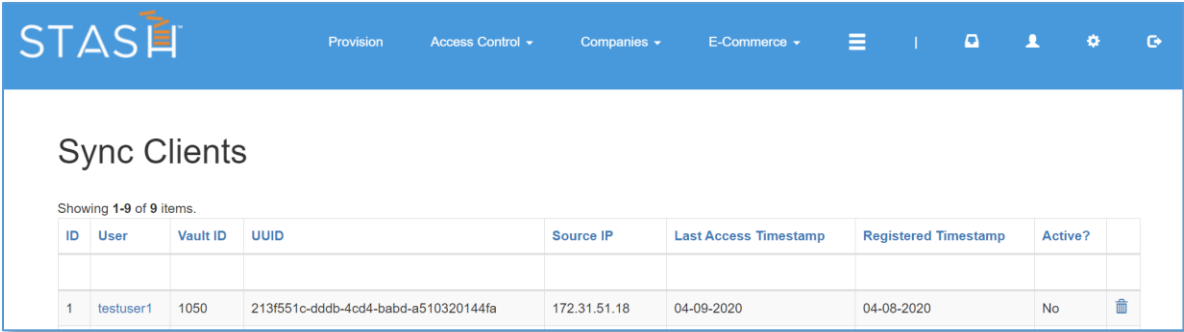 STASH
Provision Access Control Companies E-Commerce |
Sync Clients
Showing 1-9 of 9 items.
ID User Vault ID UUID Source IP Last Access Timestamp Registered Timestamp Active?
1 testuser1 1050 213f551c-dddb-4cd4-babd-a510320144fa 172.31.51.18 04-09-2020 04-08-2020 No